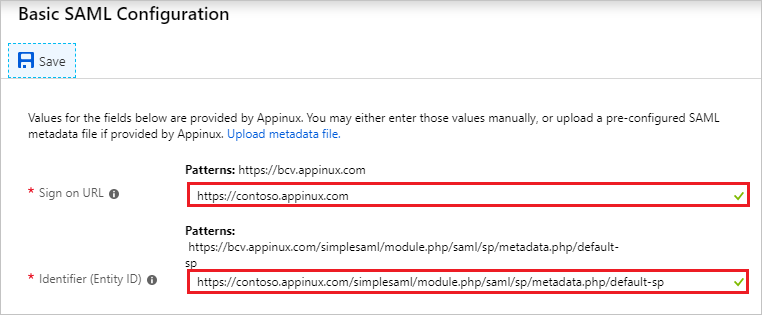 Basic SAML Configuration
Save
Values for the fields below are provided by Appinux. You may either enter those values manually, or upload a pre-configured SAML
metadata file if provided by Appinux. Upload metadata file.
Patterns: https://bcv.appinux.com
* Sign on URL
https://contoso.appinux.com
Patterns:
https://bcv.appinux.com/simplesaml/module.php/saml/sp/metadata.php/default-
sp
* Identifier (Entity ID)
https://contoso.appinux.com/simplesaml/module.php/saml/sp/metadata.php/default-sp